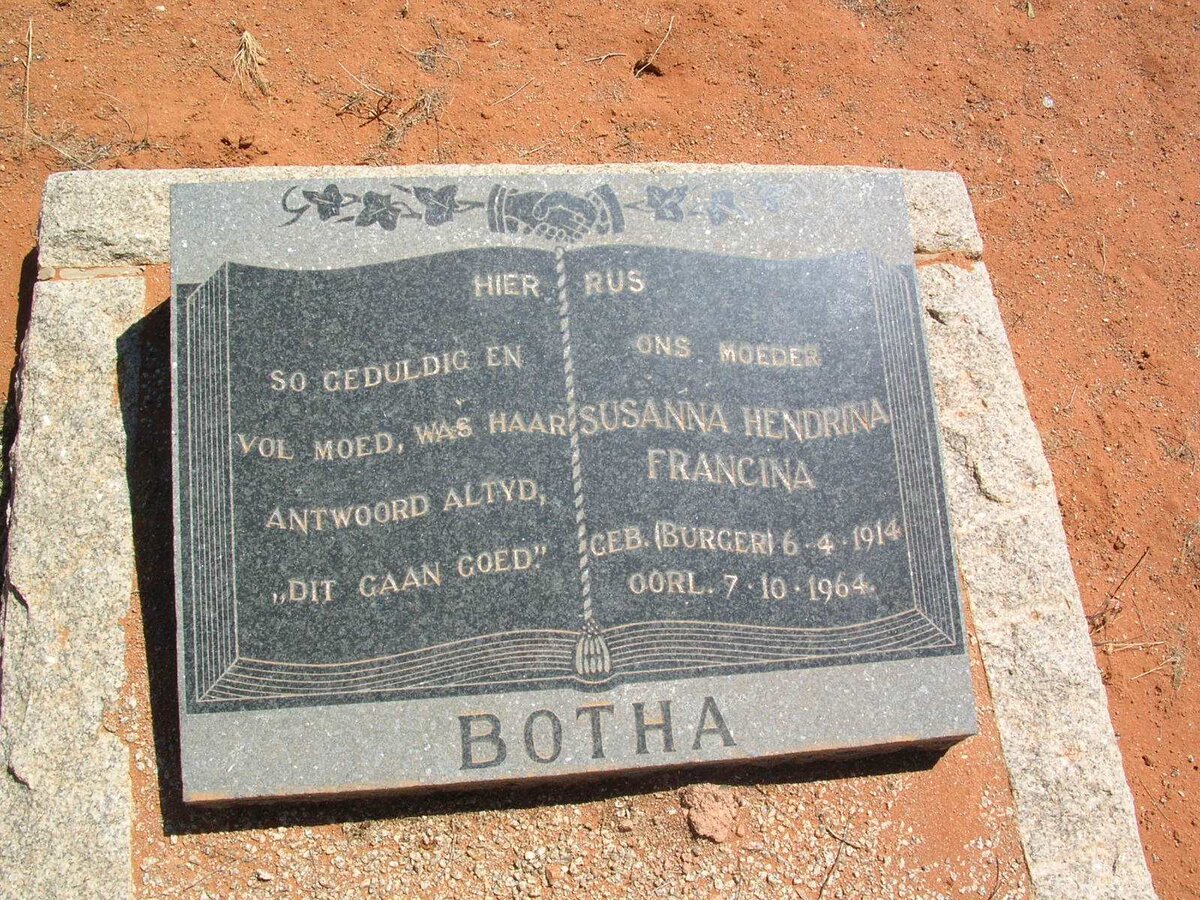 HIER RUS
SO GEDULDIG EN
VOL MOED, WAS HAAR
ANTWOORD ALTYD,
„DIT GAAN GOED.”
ONS MOEDER
SUSANNA HENDRINA
FRANCINA
GEB. (BURGER) 6·4·1914
OORL. 7·10·1964.
BOTHA